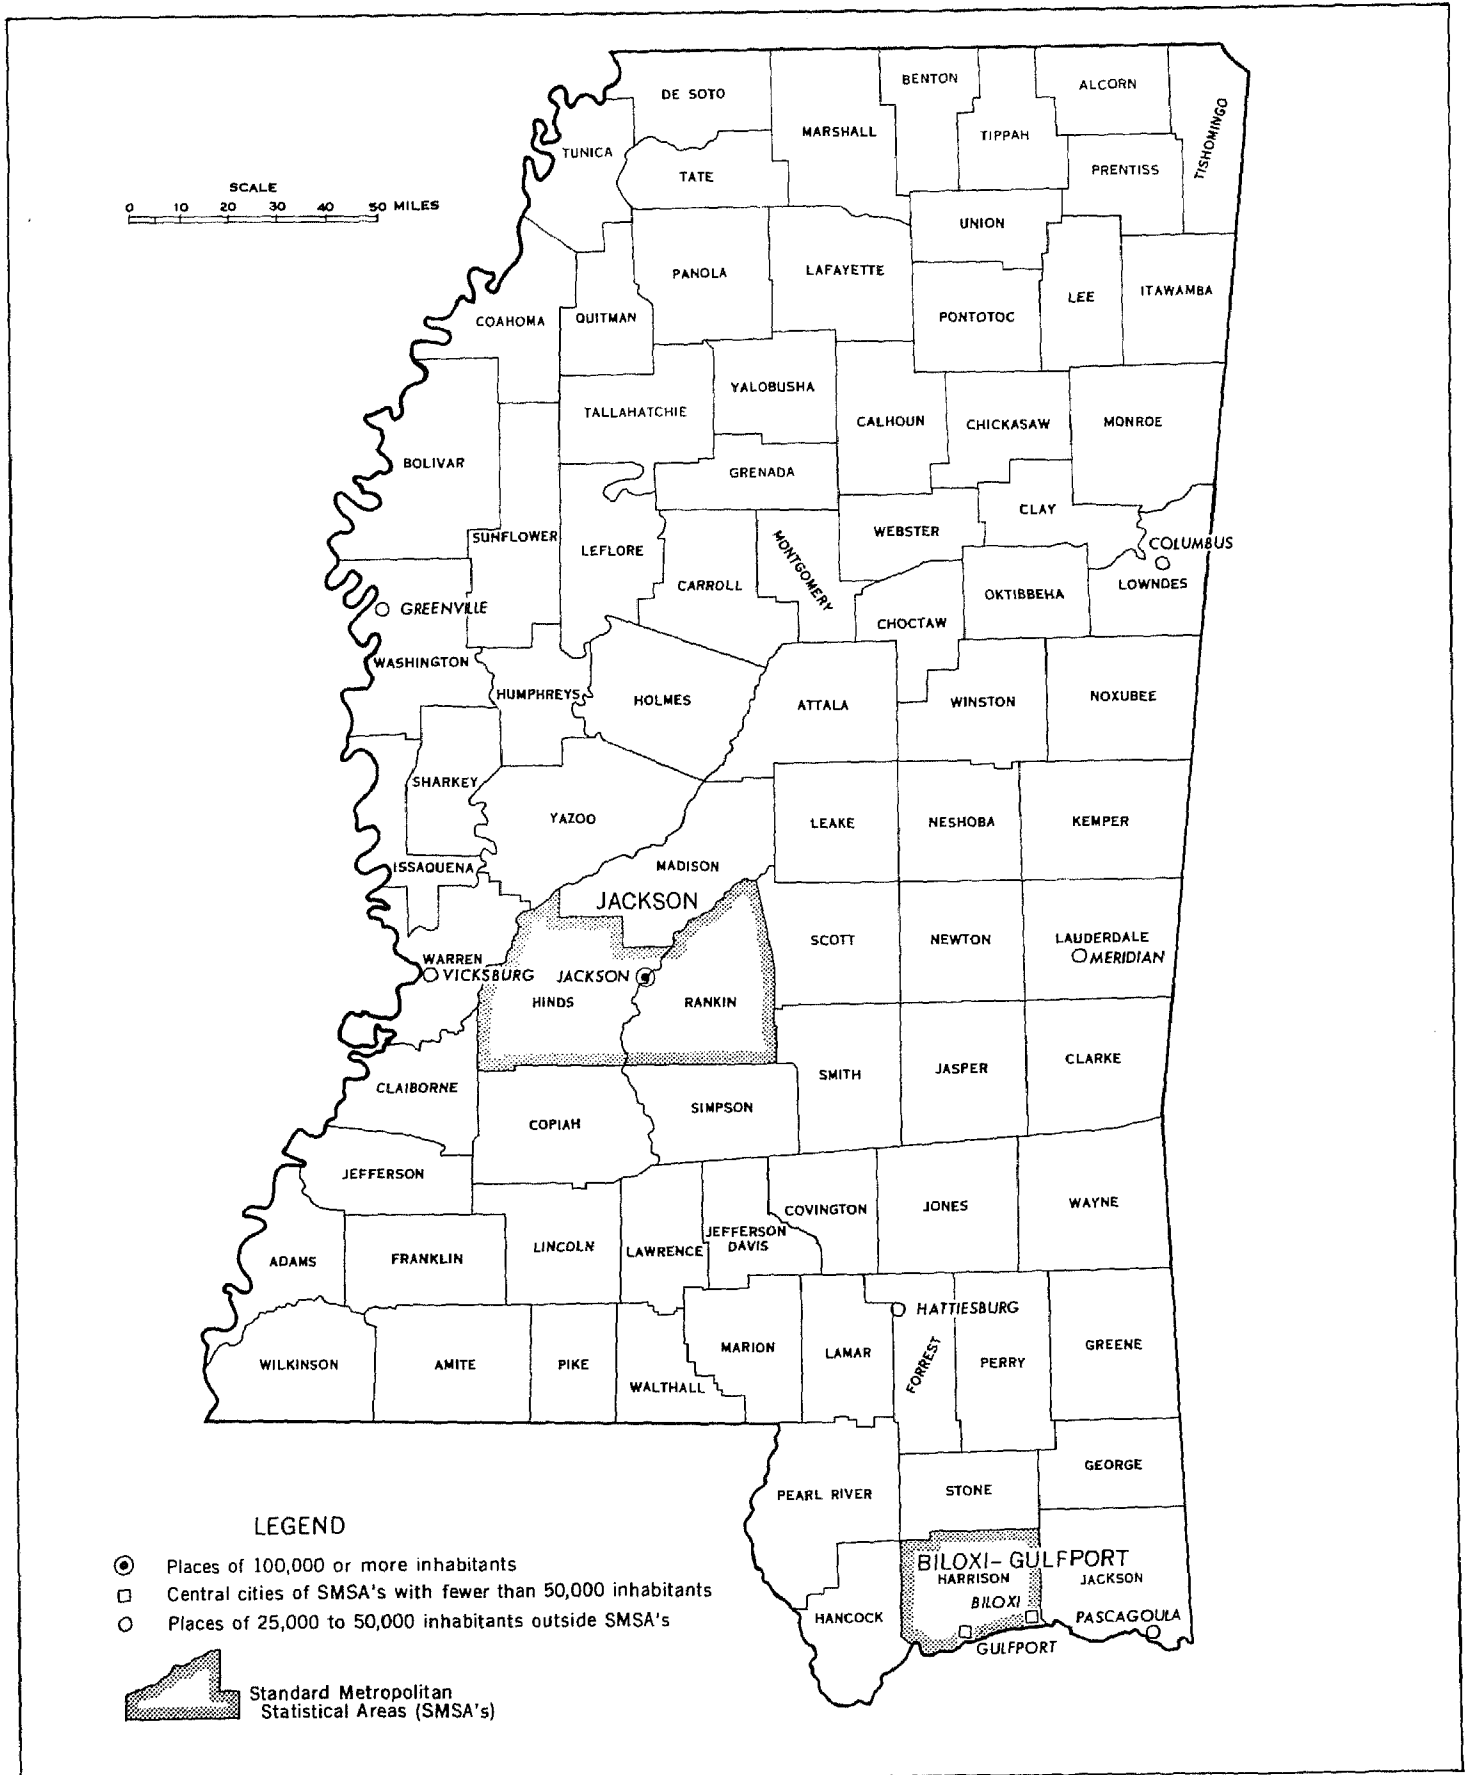 DE SOTO
BENTON
ALCORN
MARSHALL
TIPPAH
TISHOMINGO
TUNICA
TATE
PRENTISS
SCALE
0 10 20 30 40 50 MILES
UNION
PANOLA
LAFAYETTE
LEE
ITAWAMBA
COAHOMA
QUITMAN
PONTOTOC
YALOBUSHA
TALLAHATCHIE
CALHOUN
CHICKASAW
MONROE
BOLIVAR
GRENADA
CLAY
SUNFLOWER
LEFLORE
WEBSTER
COLUMBUS
MONTGOMERY
CARROLL
LOWNDES
OKTIBBEHA
GREENVILLE
CHOCTAW
WASHINGTON
HUMPHREYS
HOLMES
ATTALA
WINSTON
NOXUBEE
SHARKEY
YAZOO
LEAKE
NESHOBA
KEMPER
ISSAQUENA
MADISON
JACKSON
SCOTT
NEWTON
LAUDERDALE
MERIDIAN
WARREN
VICKSBURG
JACKSON
HINDS
RANKIN
SMITH
JASPER
CLARKE
CLAIBORNE
COPIAH
SIMPSON
JEFFERSON
COVINGTON
JONES
WAYNE
ADAMS
FRANKLIN
LINCOLN
LAWRENCE
JEFFERSON
DAVIS
HATTIESBURG
WILKINSON
AMITE
PIKE
WALTHALL
MARION
LAMAR
FORREST
PERRY
GREENE
PEARL RIVER
STONE
GEORGE
BILOXI-GULFPORT
HARRISON
JACKSON
BILOXI
HANCOCK
PASCAGOULA
GULFPORT
LEGEND
Places of 100,000 or more inhabitants
Central cities of SMSA's with fewer than 50,000 inhabitants
Places of 25,000 to 50,000 inhabitants outside SMSA's
Standard Metropolitan
Statistical Areas (SMSA's)